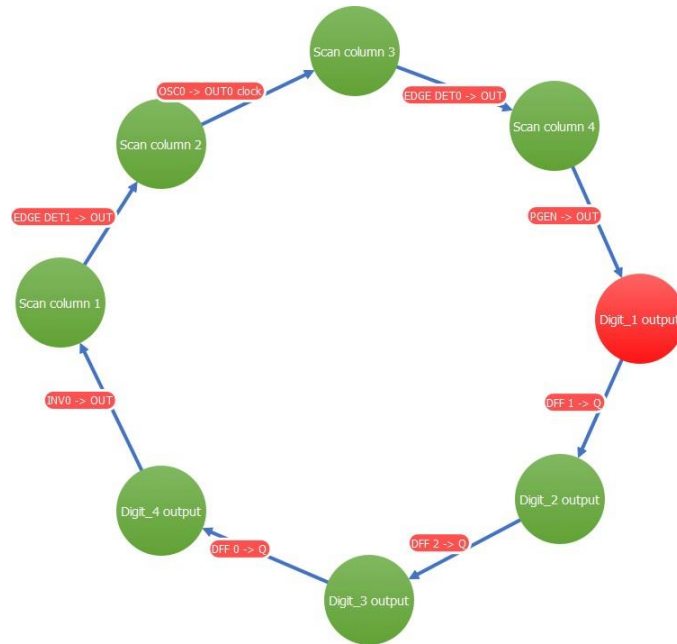 Scan column 3
OSC0 -> OUT0 clock
EDGE DET0 -> OUT
Scan column 2
Scan column 4
EDGE DET1 -> OUT
PGEN -> OUT
Scan column 1
Digit_1 output
INV0 -> OUT
DFF 1 -> Q
Digit_4 output
Digit_2 output
DFF 0 -> Q
DFF 2 -> Q
Digit_3 output